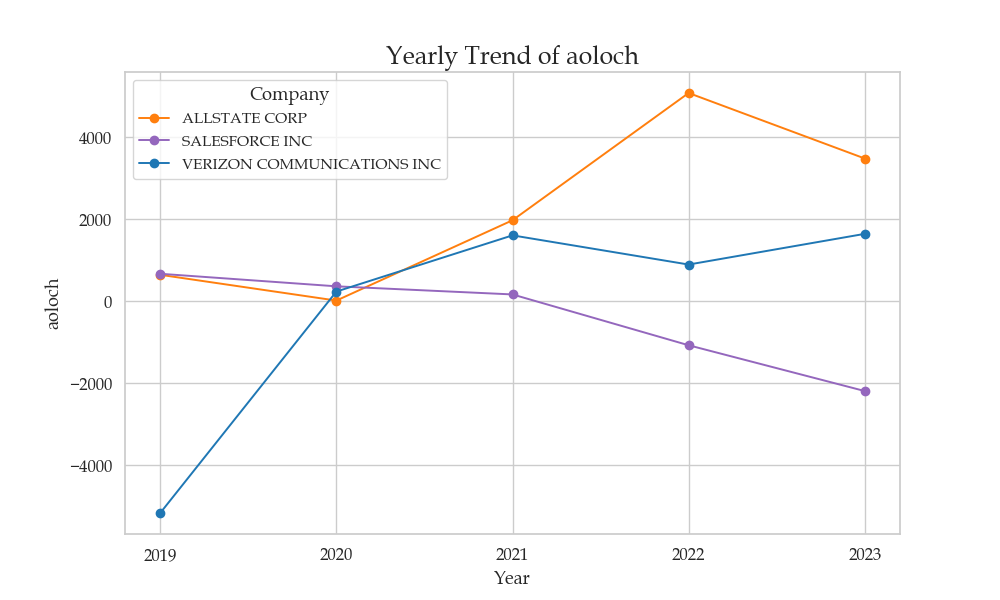 Yearly Trend of aoloch
Company
ALLSTATE CORP
SALESFORCE INC
VERIZON COMMUNICATIONS INC
4000
2000
0
−2000
−4000
aoloch
2019 2020 2021 2022 2023
Year